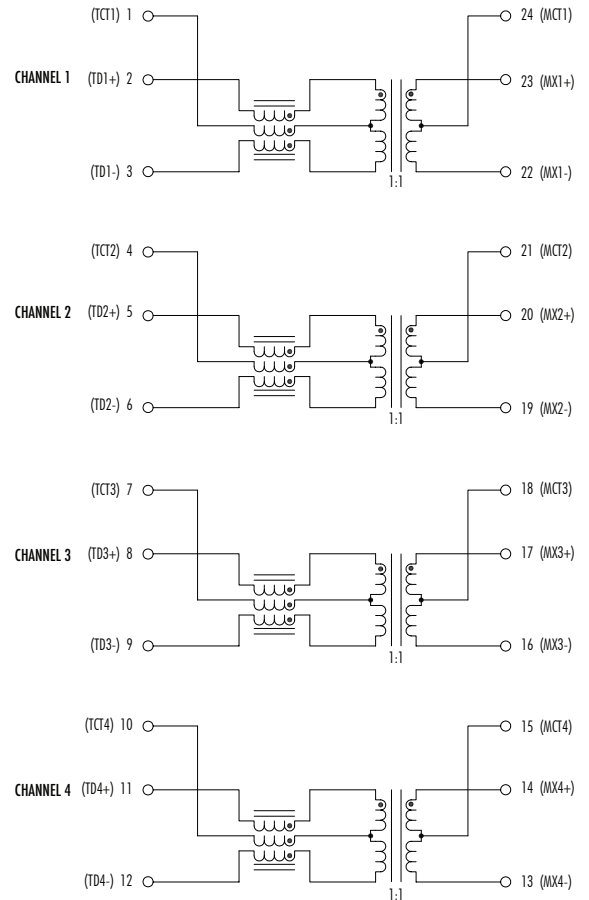 (TCT1) 1 24 (MCT1)
CHANNEL 1 (TD1+) 2 23 (MX1+)
(TD1-) 3 22 (MX1-)
1:1
(TCT2) 4 21 (MCT2)
CHANNEL 2 (TD2+) 5 20 (MX2+)
(TD2-) 6 19 (MX2-)
1:1
(TCT3) 7 18 (MCT3)
CHANNEL 3 (TD3+) 8 17 (MX3+)
(TD3-) 9 16 (MX3-)
1:1
(TCT4) 10 15 (MCT4)
CHANNEL 4 (TD4+) 11 14 (MX4+)
(TD4-) 12 13 (MX4-)
1:1